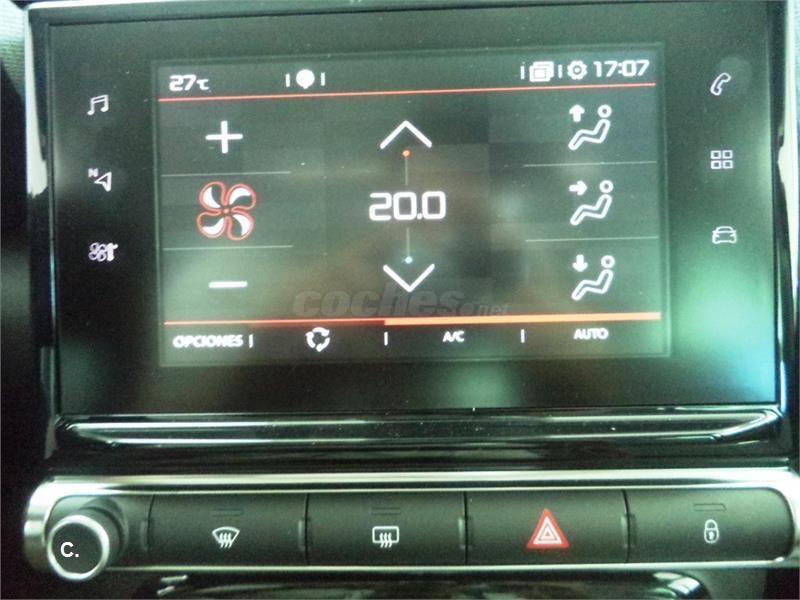 27°C 17:07
N
20.0
coches.net
OPCIONES A/C AUTO
C.